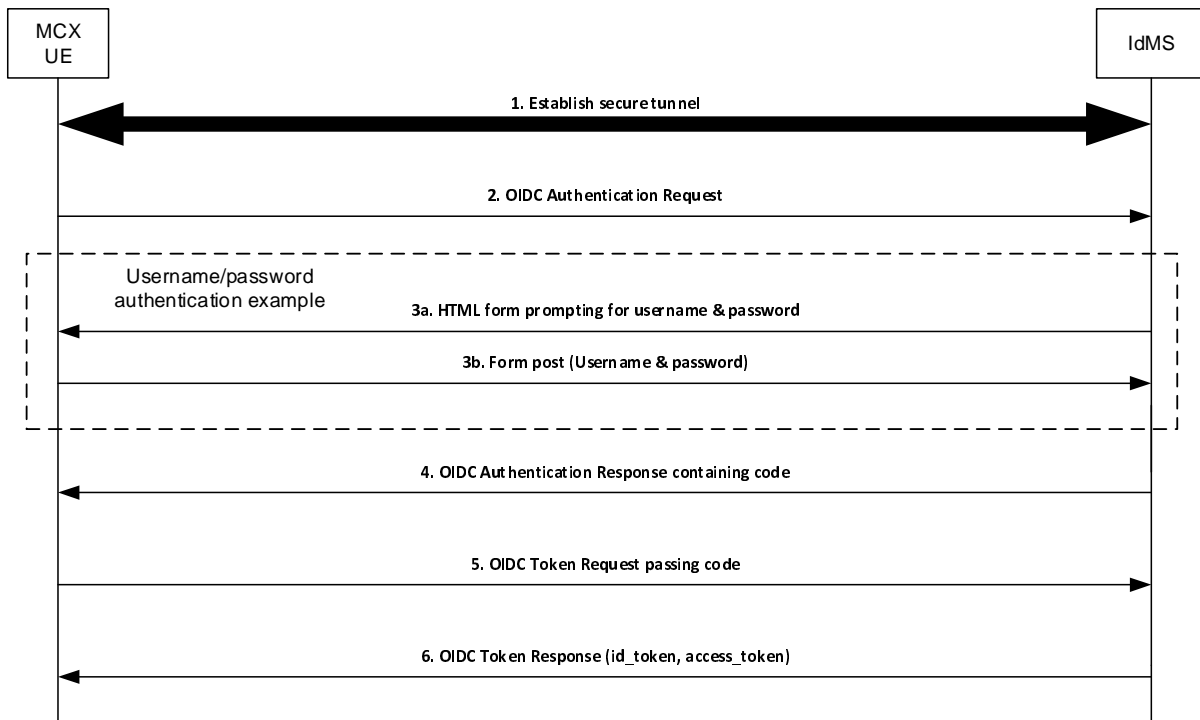 MCX
UE
IdMS
1. Establish secure tunnel
2. OIDC Authentication Request
Username/password
authentication example
3a. HTML form prompting for username & password
3b. Form post (Username & password)
4. OIDC Authentication Response containing code
5. OIDC Token Request passing code
6. OIDC Token Response (id_token, access_token)